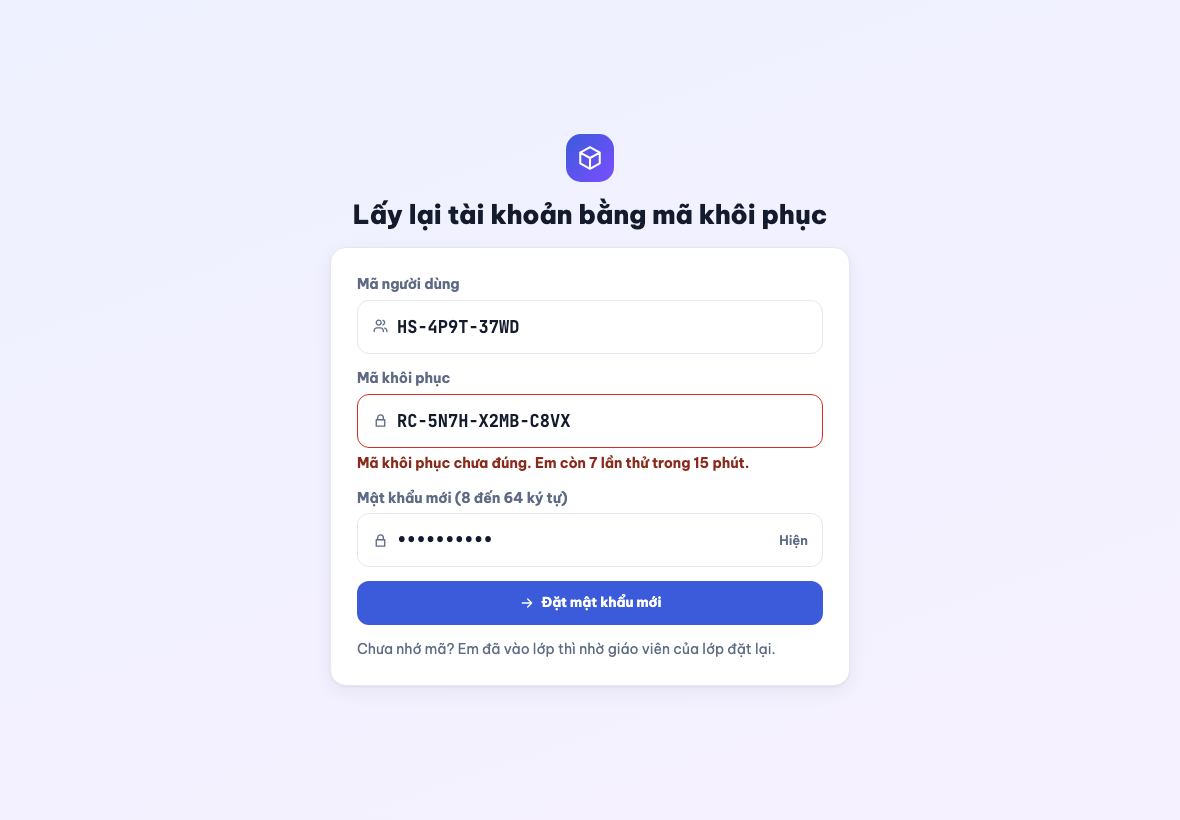 Lấy lại tài khoản bằng mã khôi phục
Mã người dùng
HS-4P9T-37WD
Mã khôi phục
RC-5N7H-X2MB-C8VX
Mã khôi phục chưa đúng. Em còn 7 lần thử trong 15 phút.
Mật khẩu mới (8 đến 64 ký tự)
••••••••••
Hiện
→ Đặt mật khẩu mới
Chưa nhớ mã? Em đã vào lớp thì nhờ giáo viên của lớp đặt lại.